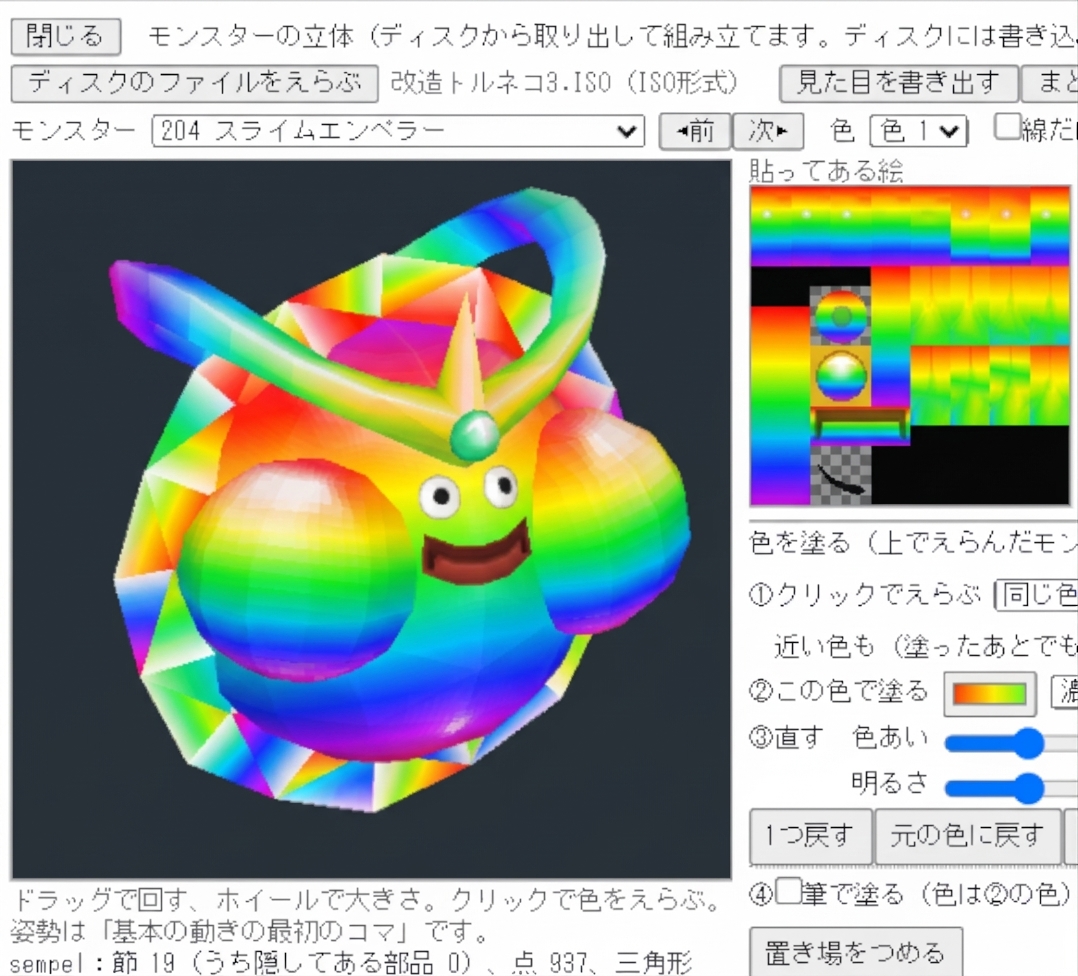 閉じる モンスターの立体（ディスクから取り出して組み立てます。ディスクには書き込
ディスクのファイルをえらぶ 改造トルネコ3.ISO（ISO形式） 見た目を書き出す まと
モンスター 204 スライムエンペラー ◂前 次▸ 色 色 1 線だ
貼ってある絵
色を塗る（上でえらんだモン
①クリックでえらぶ 同じ色
近い色も（塗ったあとでも
②この色で塗る 濃
③直す 色あい
明るさ
1つ戻す 元の色に戻す
④筆で塗る（色は②の色）
置き場をつめる
ドラッグで回す、ホイールで大きさ。クリックで色をえらぶ。
姿勢は「基本の動きの最初のコマ」です。
sempel：節 19（うち隠してある部品 0）、点 937、三角形